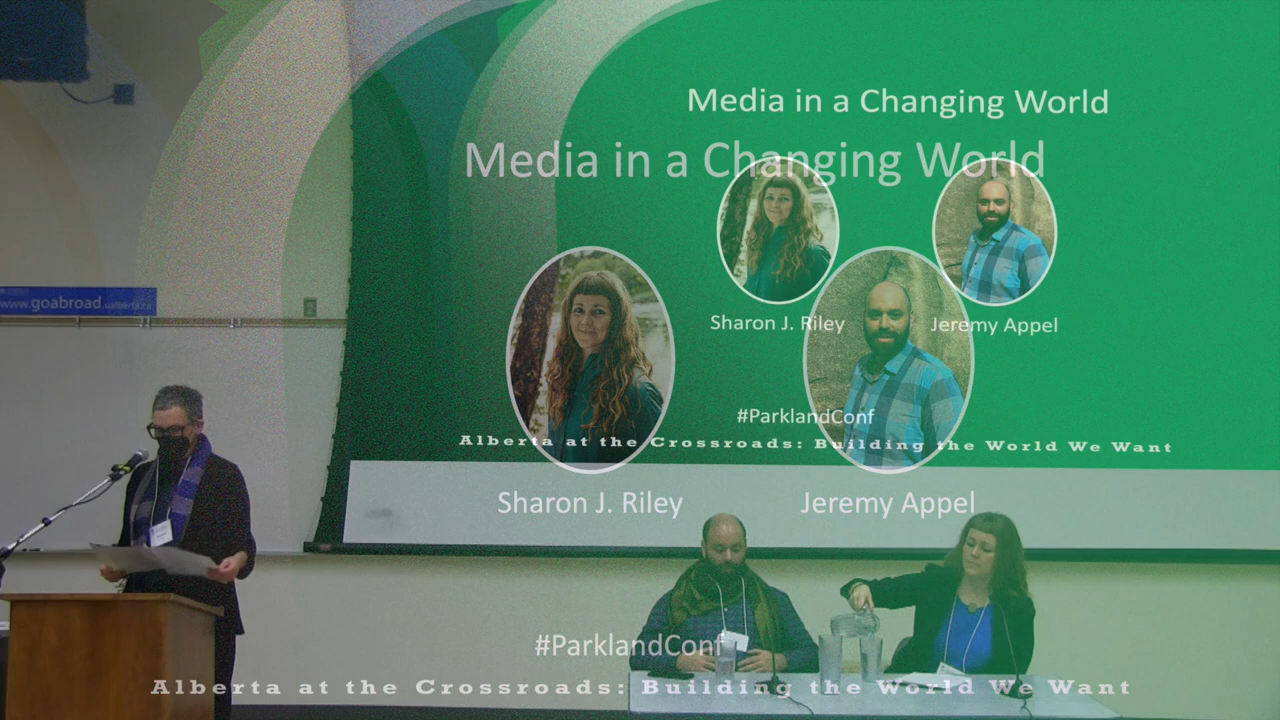 Media in a Changing World
Media in a Changing World
Sharon J. Riley
Jeremy Appel
#ParklandConf
Alberta at the Crossroads: Building the World We Want
www.goabroad.ualberta.ca
Sharon J. Riley
Jeremy Appel
#ParklandConf
Alberta at the Crossroads: Building the World We Want